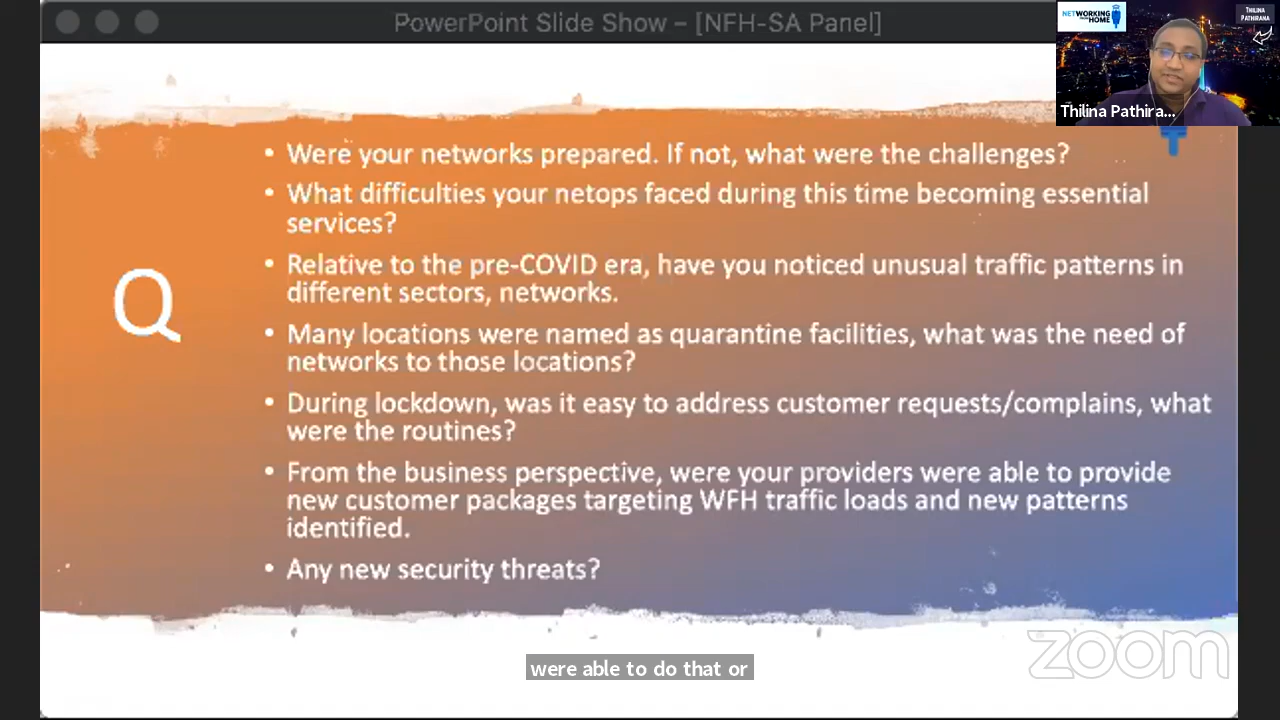 PowerPoint Slide Show – [NFH-SA Panel]
NETWORKING
HOME
THILINA
PATHIRANA
Thilina Pathira...
Q
• Were your networks prepared. If not, what were the challenges?
• What difficulties your netops faced during this time becoming essential
services?
• Relative to the pre-COVID era, have you noticed unusual traffic patterns in
different sectors, networks.
• Many locations were named as quarantine facilities, what was the need of
networks to those locations?
• During lockdown, was it easy to address customer requests/complains, what
were the routines?
• From the business perspective, were your providers were able to provide
new customer packages targeting WFH traffic loads and new patterns
identified.
• Any new security threats?
were able to do that or
zoom